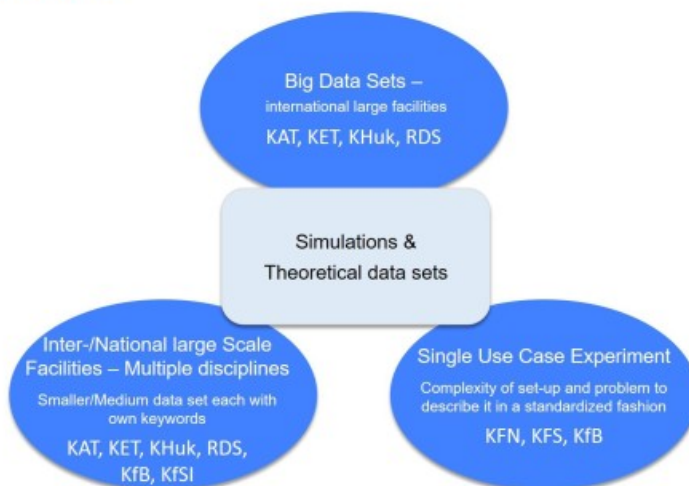 Big Data Sets –
international large facilities
KAT, KET, KHuk, RDS
Simulations &
Theoretical data sets
Inter-/National large Scale
Facilities – Multiple disciplines
Smaller/Medium data set each with
own keywords
KAT, KET, KHuk, RDS,
KfB, KfSI
Single Use Case Experiment
Complexity of set-up and problem to
describe it in a standardized fashion
KFN, KFS, KfB